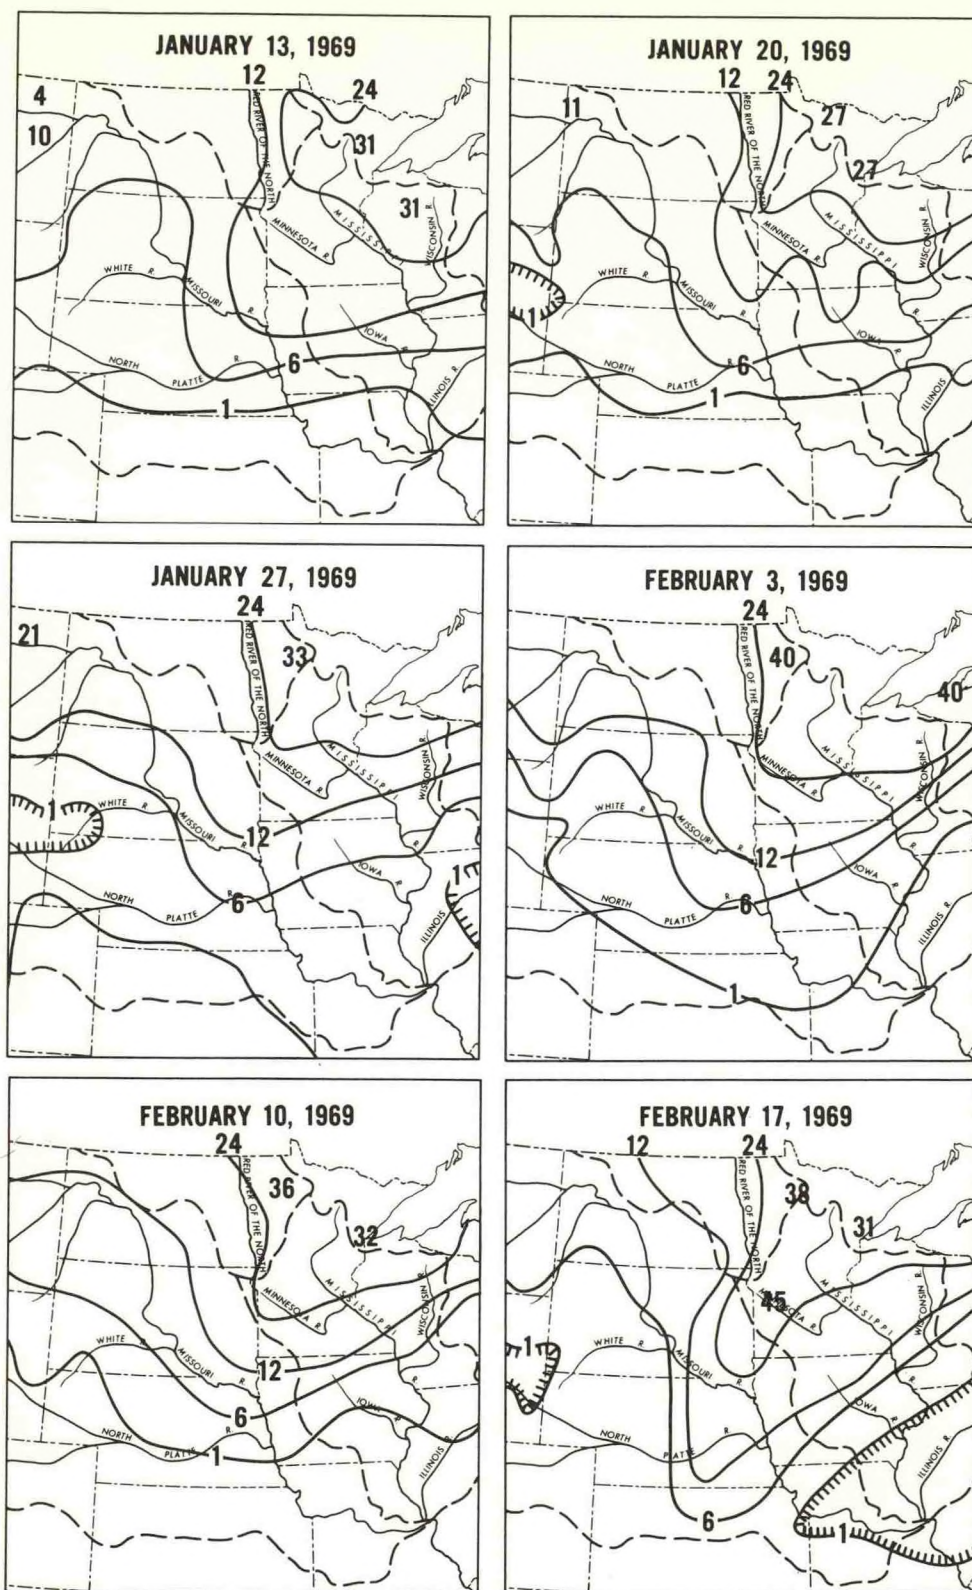 JANUARY 13, 1969
12
24
4
10
31
31
RED RIVER OF THE NORTH
MINNESOTA R.
MISSISSIPPI
WISCONSIN R.
WHITE R.
MISSOURI R.
IOWA R.
NORTH PLATTE R.
ILLINOIS R.
6
1
JANUARY 20, 1969
12
24
11
27
27
RED RIVER OF THE NORTH
MINNESOTA R.
MISSISSIPPI
WISCONSIN R.
WHITE R.
MISSOURI R.
1
IOWA R.
6
NORTH PLATTE R.
1
ILLINOIS
JANUARY 27, 1969
24
21
33
RED RIVER OF THE NORTH
MINNESOTA R.
MISSISSIPPI
WISCONSIN R.
1
WHITE R.
MISSOURI R.
12
IOWA R.
1
6
NORTH PLATTE R.
ILLINOIS
FEBRUARY 3, 1969
24
40
40
RED RIVER OF THE NORTH
MINNESOTA R.
MISSISSIPPI
WISCONSIN R.
WHITE R.
MISSOURI R.
12
IOWA R.
6
NORTH PLATTE R.
ILLINOIS R.
1
FEBRUARY 10, 1969
24
36
32
RED RIVER OF THE NORTH
MINNESOTA R.
MISSISSIPPI
WISCONSIN
WHITE R.
MISSOURI R.
12
6
IOWA R.
NORTH PLATTE R.
1
ILLINOIS R.
FEBRUARY 17, 1969
12
24
38
31
RED RIVER OF THE NORTH
45
MINNESOTA R.
MISSISSIPPI
WISCONSIN R.
1
WHITE R.
MISSOURI R.
IOWA R.
NORTH PLATTE R.
ILLINOIS R.
6
1